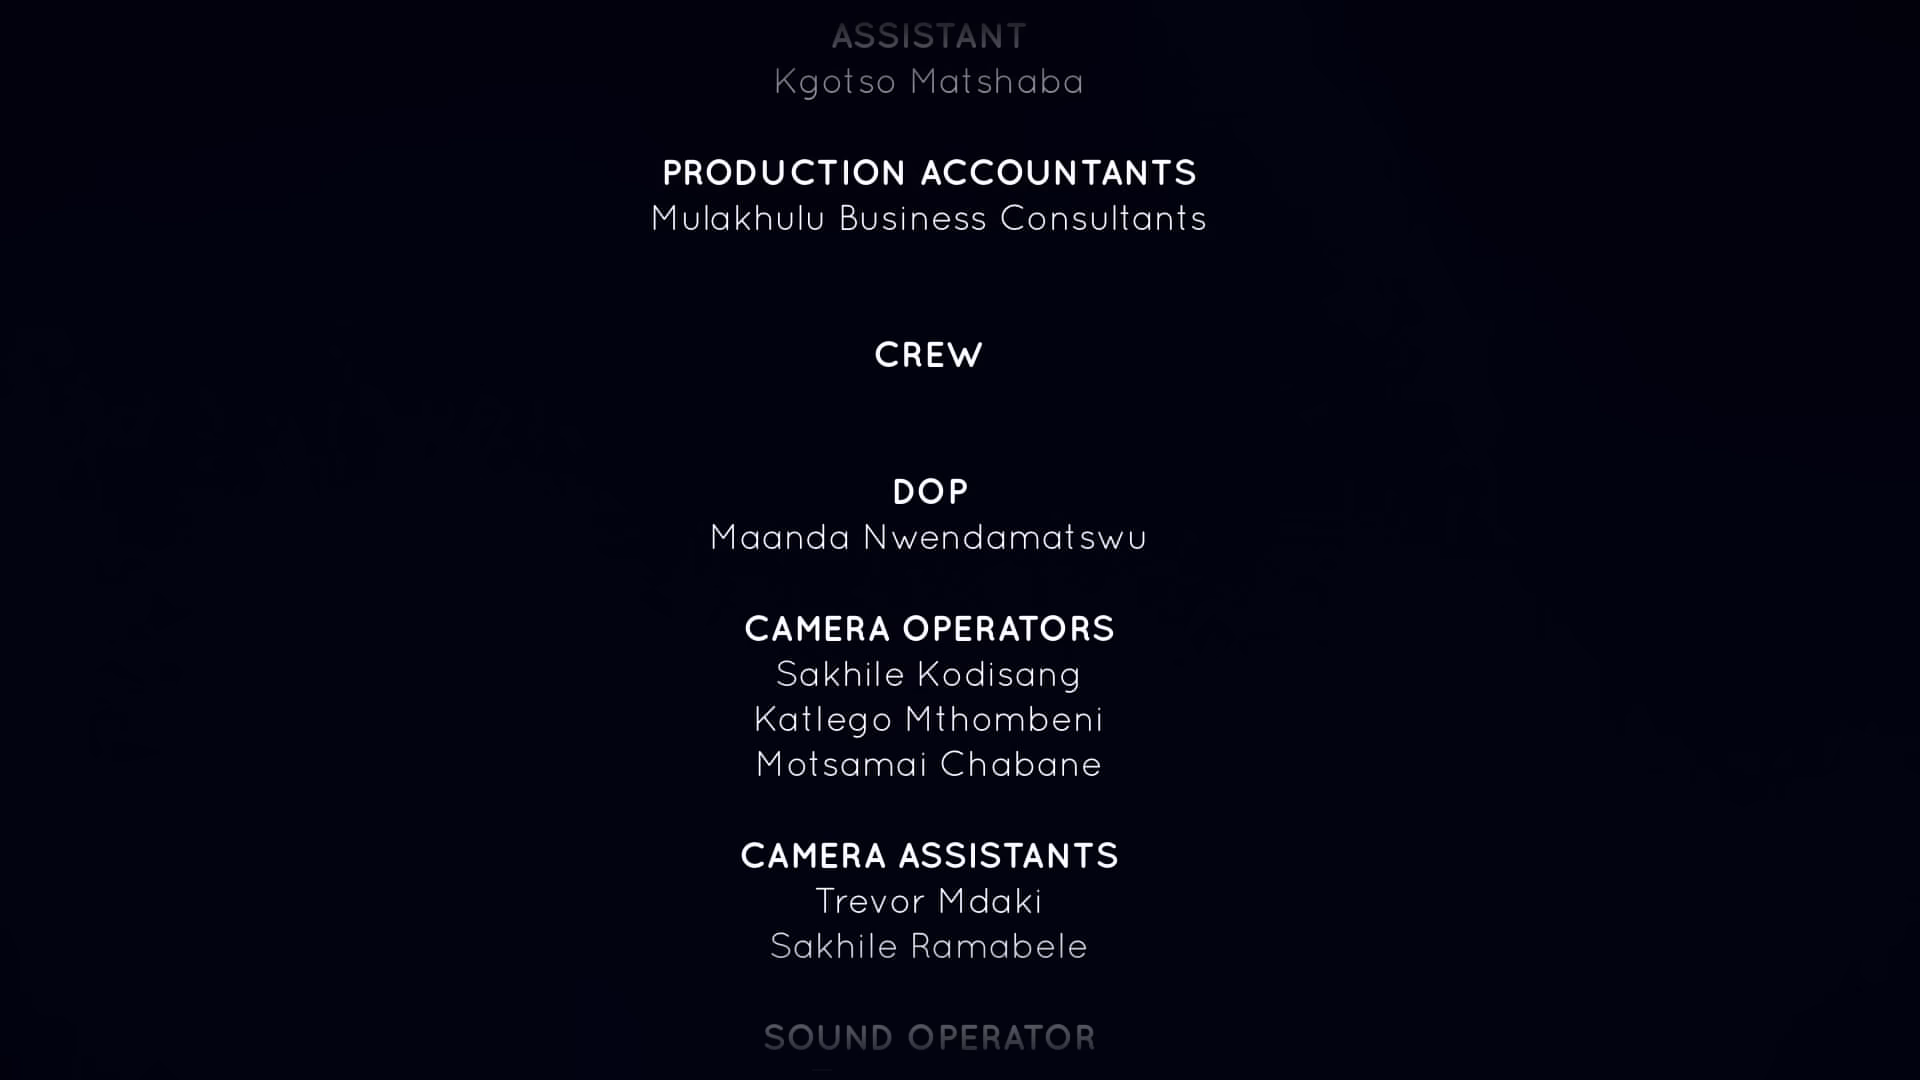 ASSISTANT
Kgotso Matshaba
PRODUCTION ACCOUNTANTS
Mulakhulu Business Consultants
CREW
DOP
Maanda Nwendamatswu
CAMERA OPERATORS
Sakhile Kodisang
Katlego Mthombeni
Motsamai Chabane
CAMERA ASSISTANTS
Trevor Mdaki
Sakhile Ramabele
SOUND OPERATOR